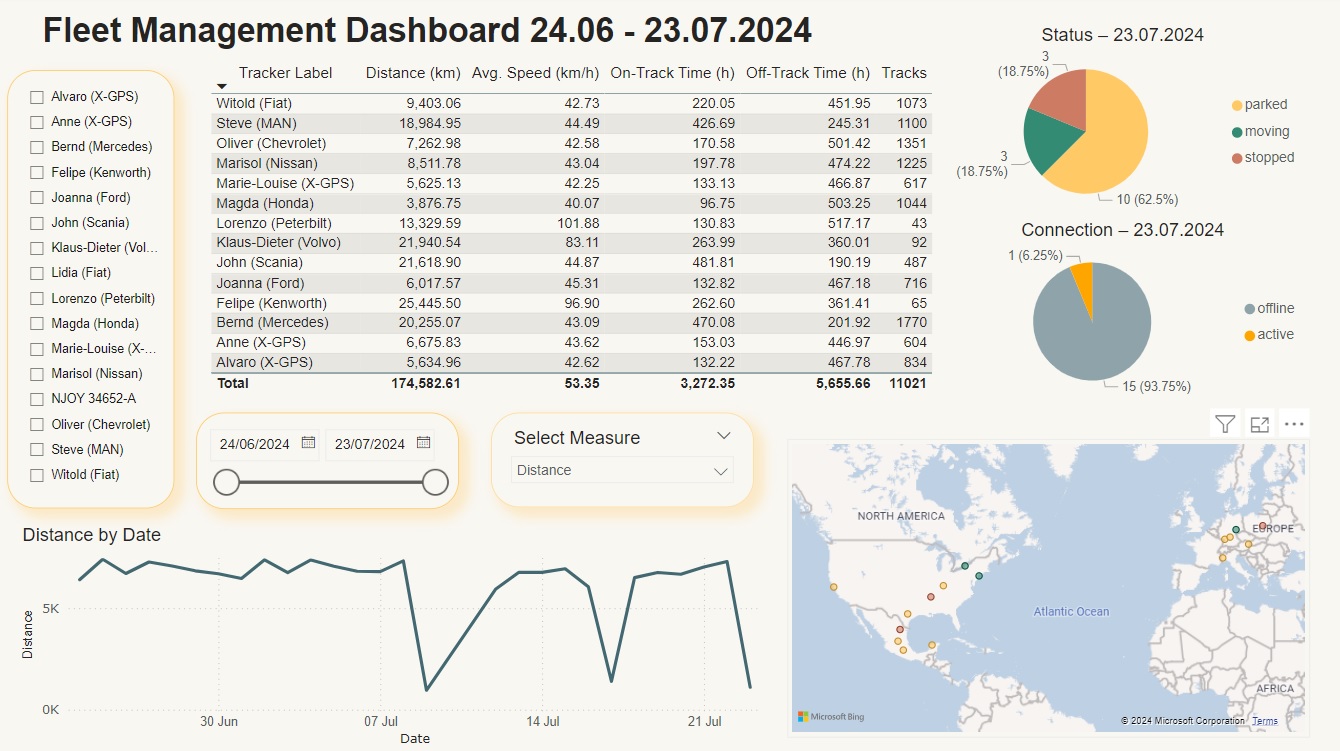 Fleet Management Dashboard 24.06 - 23.07.2024
Alvaro (X-GPS)
Anne (X-GPS)
Bernd (Mercedes)
Felipe (Kenworth)
Joanna (Ford)
John (Scania)
Klaus-Dieter (Vol...
Lidia (Fiat)
Lorenzo (Peterbilt)
Magda (Honda)
Marie-Louise (X-...
Marisol (Nissan)
NJOY 34652-A
Oliver (Chevrolet)
Steve (MAN)
Witold (Fiat)
Tracker Label Distance (km) Avg. Speed (km/h) On-Track Time (h) Off-Track Time (h) Tracks
Witold (Fiat) 9,403.06 42.73 220.05 451.95 1073
Steve (MAN) 18,984.95 44.49 426.69 245.31 1100
Oliver (Chevrolet) 7,262.98 42.58 170.58 501.42 1351
Marisol (Nissan) 8,511.78 43.04 197.78 474.22 1225
Marie-Louise (X-GPS) 5,625.13 42.25 133.13 466.87 617
Magda (Honda) 3,876.75 40.07 96.75 503.25 1044
Lorenzo (Peterbilt) 13,329.59 101.88 130.83 517.17 43
Klaus-Dieter (Volvo) 21,940.54 83.11 263.99 360.01 92
John (Scania) 21,618.90 44.87 481.81 190.19 487
Joanna (Ford) 6,017.57 45.31 132.82 467.18 716
Felipe (Kenworth) 25,445.50 96.90 262.60 361.41 65
Bernd (Mercedes) 20,255.07 43.09 470.08 201.92 1770
Anne (X-GPS) 6,675.83 43.62 153.03 446.97 604
Alvaro (X-GPS) 5,634.96 42.62 132.22 467.78 834
Total 174,582.61 53.35 3,272.35 5,655.66 11021
Status – 23.07.2024
3
(18.75%)
3
(18.75%)
10 (62.5%)
parked
moving
stopped
Connection – 23.07.2024
1 (6.25%)
15 (93.75%)
offline
active
24/06/2024 23/07/2024
Select Measure
Distance
Distance by Date
Distance
5K
0K
30 Jun 07 Jul 14 Jul 21 Jul
Date
NORTH AMERICA
EUROPE
Atlantic Ocean
AFRICA
Microsoft Bing
© 2024 Microsoft Corporation Terms